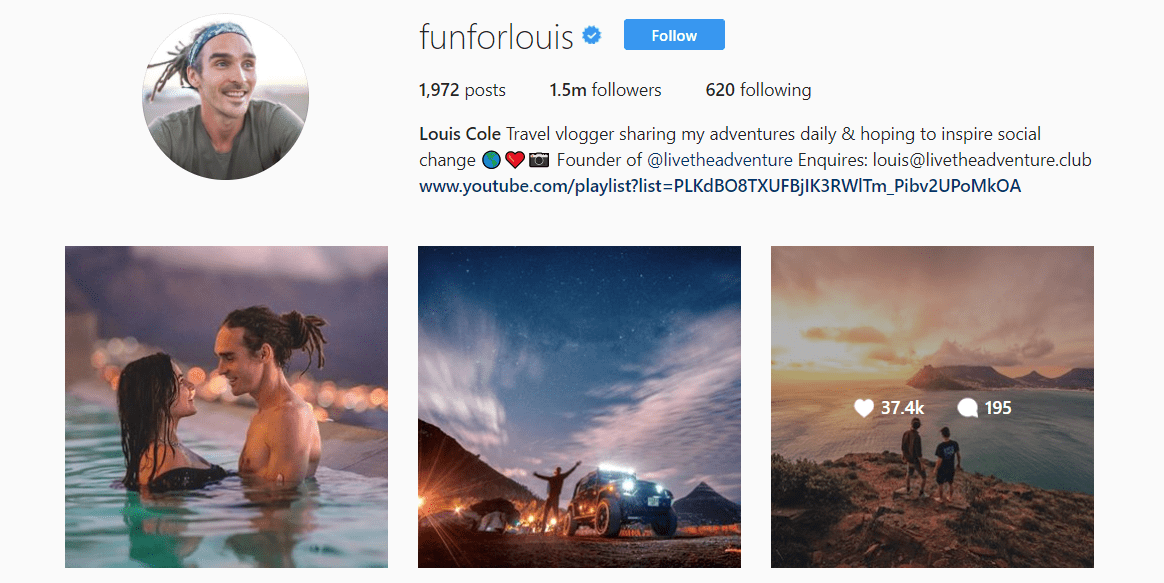 funforlouis Follow
1,972 posts 1.5m followers 620 following
Louis Cole Travel vlogger sharing my adventures daily & hoping to inspire social
change 🌍❤️📷 Founder of @livetheadventure Enquires: louis@livetheadventure.club
www.youtube.com/playlist?list=PLKdBO8TXUFBjIK3RWlTm_Pibv2UPoMkOA
37.4k 195